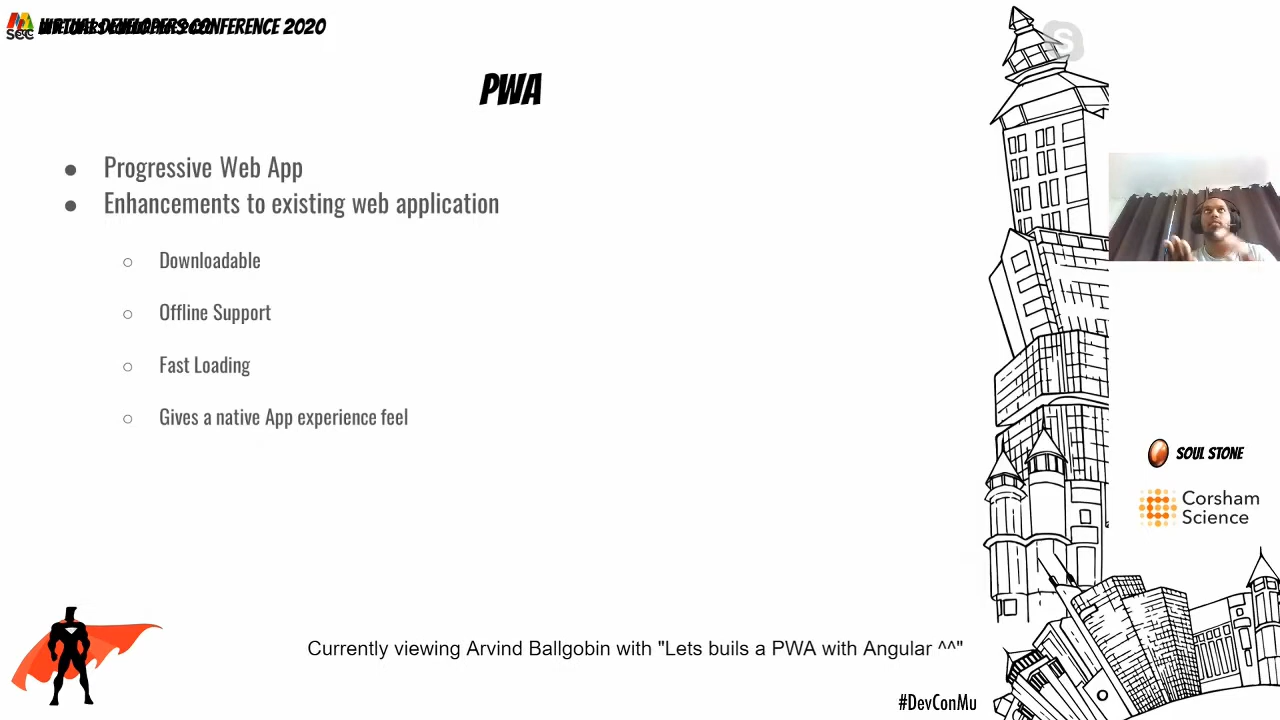 VIRTUAL DEVELOPERS CONFERENCE 2020
PWA
Progressive Web App
Enhancements to existing web application
Downloadable
Offline Support
Fast Loading
Gives a native App experience feel
SOUL STONE
Corsham
Science
Currently viewing Arvind Ballgobin with "Lets buils a PWA with Angular ^^"
#DevConMu